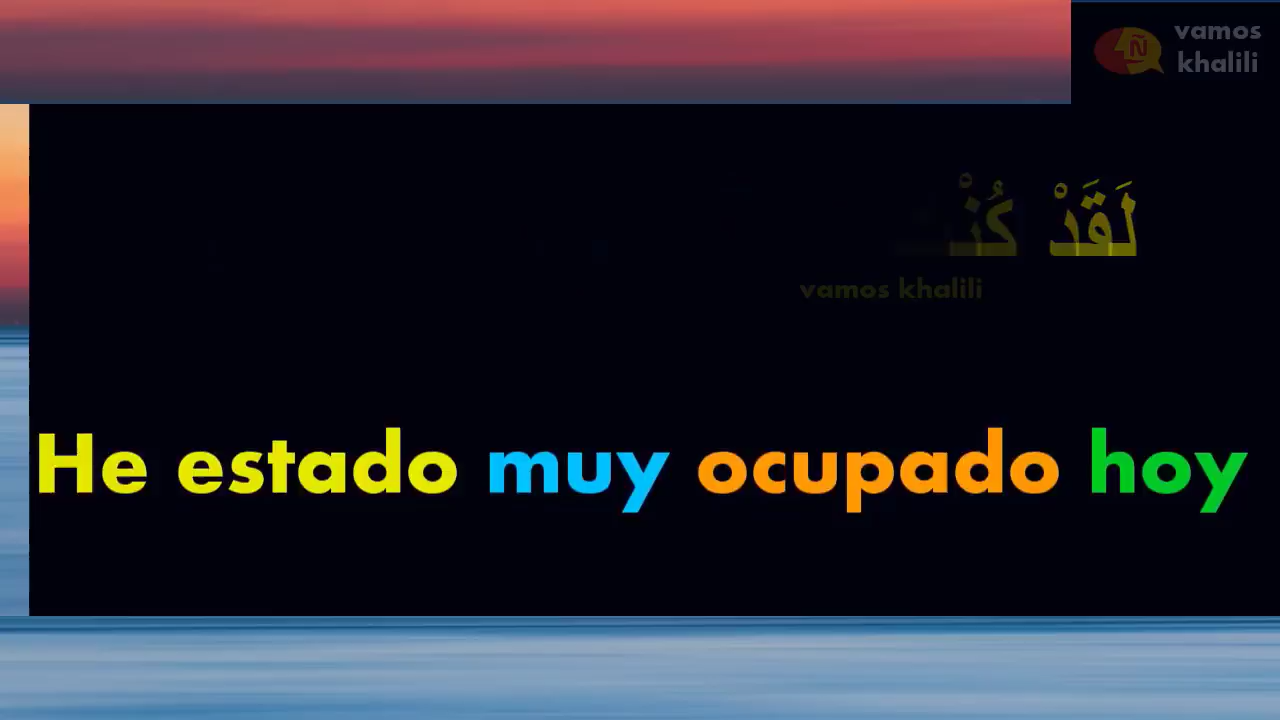 vamos
khalili
لَقَدْ
vamos khalili
He estado muy ocupado hoy